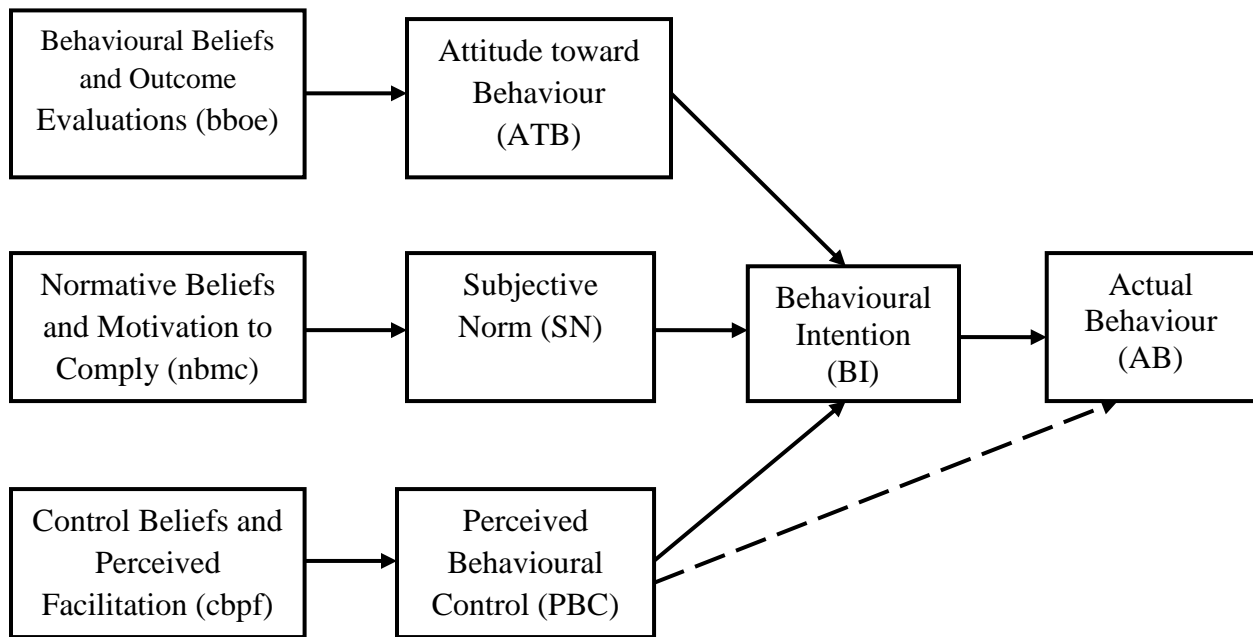 Behavioural Beliefs
and Outcome
Evaluations (bboe)
Attitude toward
Behaviour
(ATB)
Normative Beliefs
and Motivation to
Comply (nbmc)
Subjective
Norm (SN)
Behavioural
Intention
(BI)
Actual
Behaviour
(AB)
Control Beliefs and
Perceived
Facilitation (cbpf)
Perceived
Behavioural
Control (PBC)